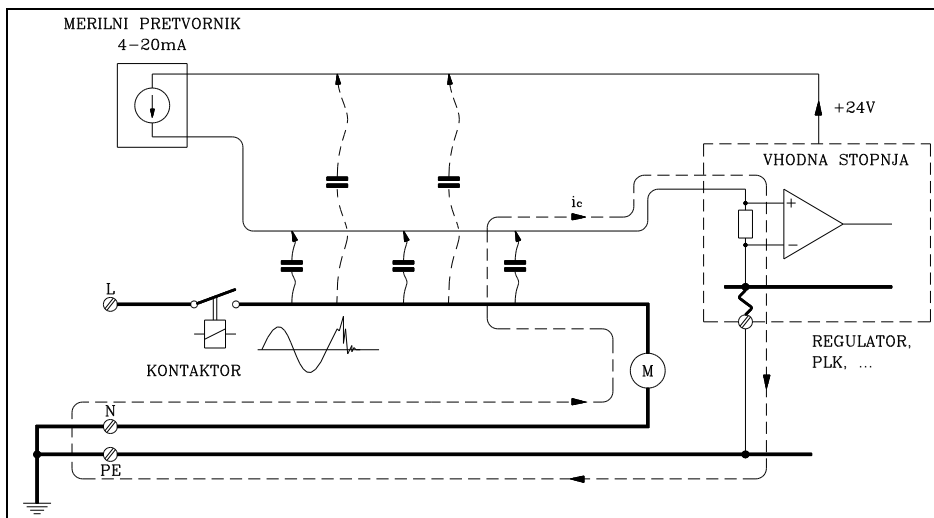 MERILNI PRETVORNIK
4-20mA
+24V
VHODNA STOPNJA
ic
+
−
L
KONTAKTOR
M
REGULATOR,
PLK, ...
N
PE